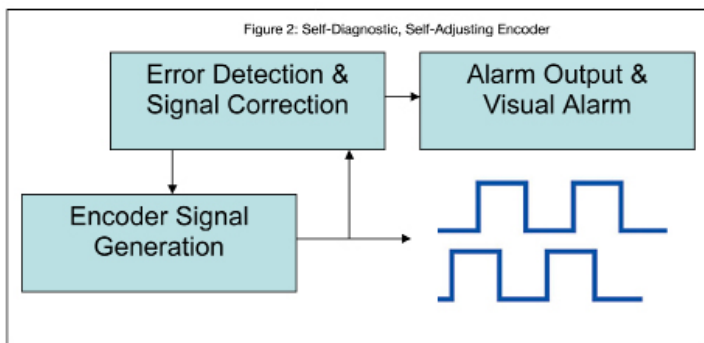 Figure 2: Self-Diagnostic, Self-Adjusting Encoder
Error Detection &
Signal Correction
Alarm Output &
Visual Alarm
Encoder Signal
Generation